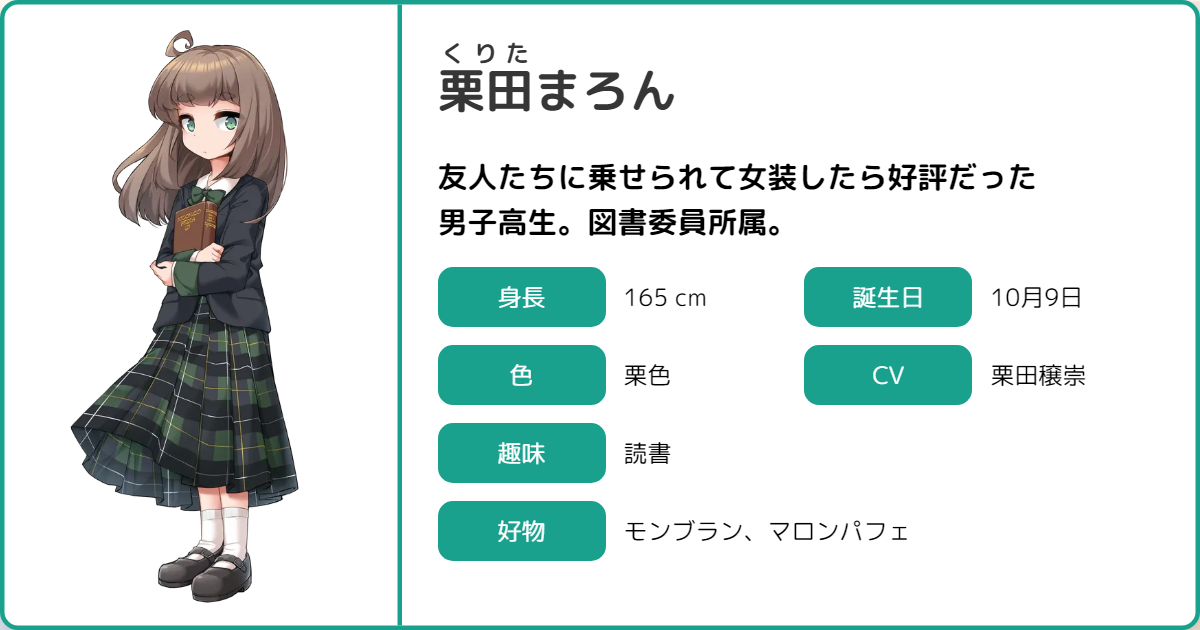 くりた
栗田まろん
友人たちに乗せられて女装したら好評だった
男子高生。図書委員所属。
身長 165 cm 誕生日 10月9日
色 栗色 CV 栗田穣崇
趣味 読書
好物 モンブラン、マロンパフェ